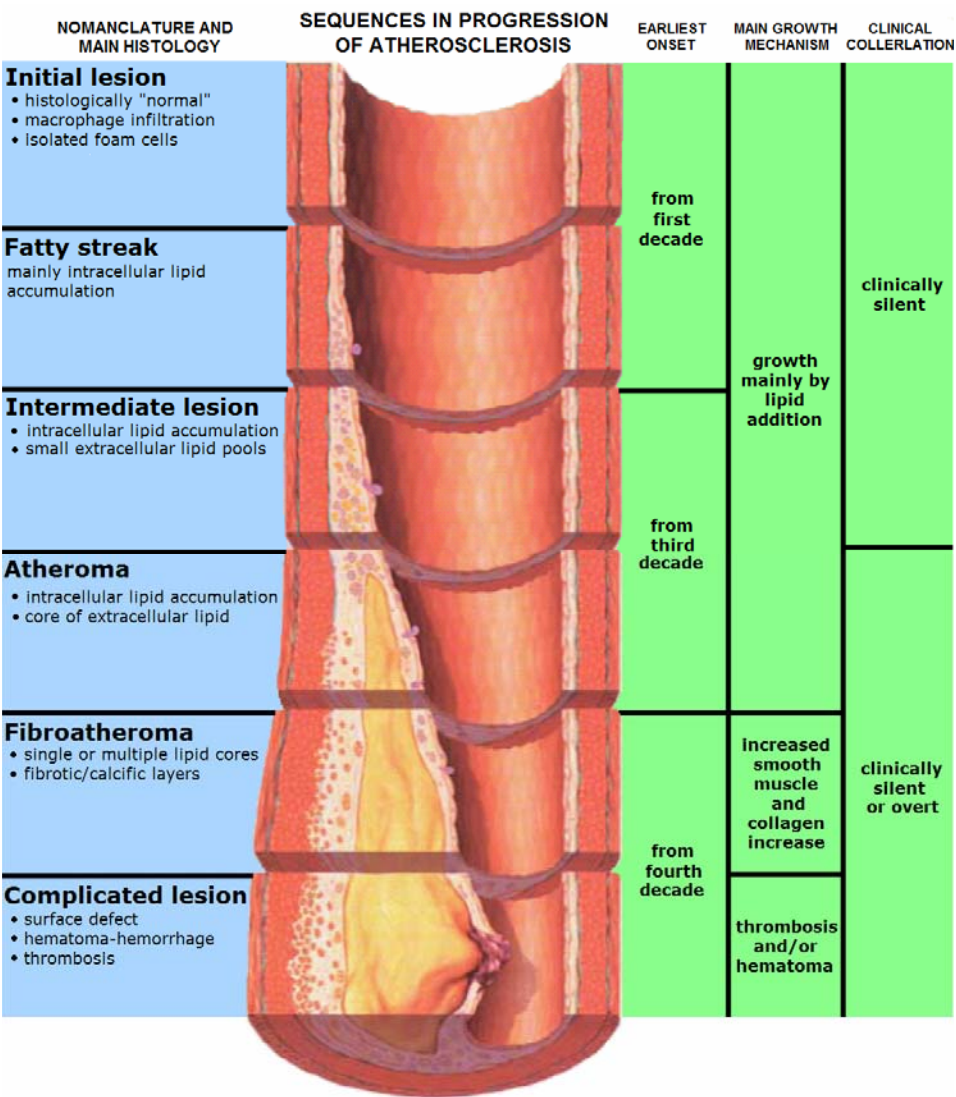 NOMANCLATURE AND
MAIN HISTOLOGY
SEQUENCES IN PROGRESSION
OF ATHEROSCLEROSIS
EARLIEST
ONSET
MAIN GROWTH
MECHANISM
CLINICAL
COLLERLATION
Initial lesion
• histologically "normal"
• macrophage infiltration
• isolated foam cells
from
first
decade
Fatty streak
mainly intracellular lipid
accumulation
clinically
silent
growth
mainly by
lipid
addition
Intermediate lesion
• intracellular lipid accumulation
• small extracellular lipid pools
from
third
decade
Atheroma
• intracellular lipid accumulation
• core of extracellular lipid
Fibroatheroma
• single or multiple lipid cores
• fibrotic/calcific layers
increased
smooth
muscle
and
collagen
increase
clinically
silent
or overt
from
fourth
decade
Complicated lesion
• surface defect
• hematoma-hemorrhage
• thrombosis
thrombosis
and/or
hematoma